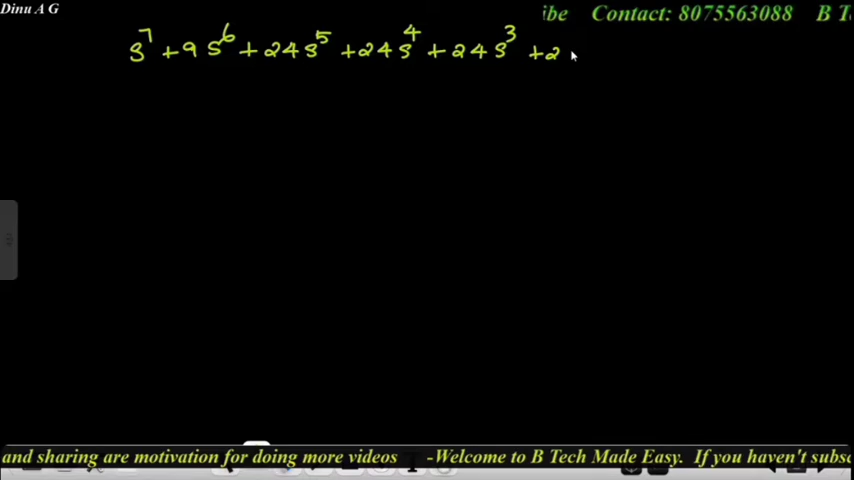 Dinu A G
ibe Contact: 8075563088 B T
s⁷ + 9 s⁶ + 24 s⁵ + 24 s⁴ + 24 s³ + 2
and sharing are motivation for doing more videos -Welcome to B Tech Made Easy. If you haven't subsc